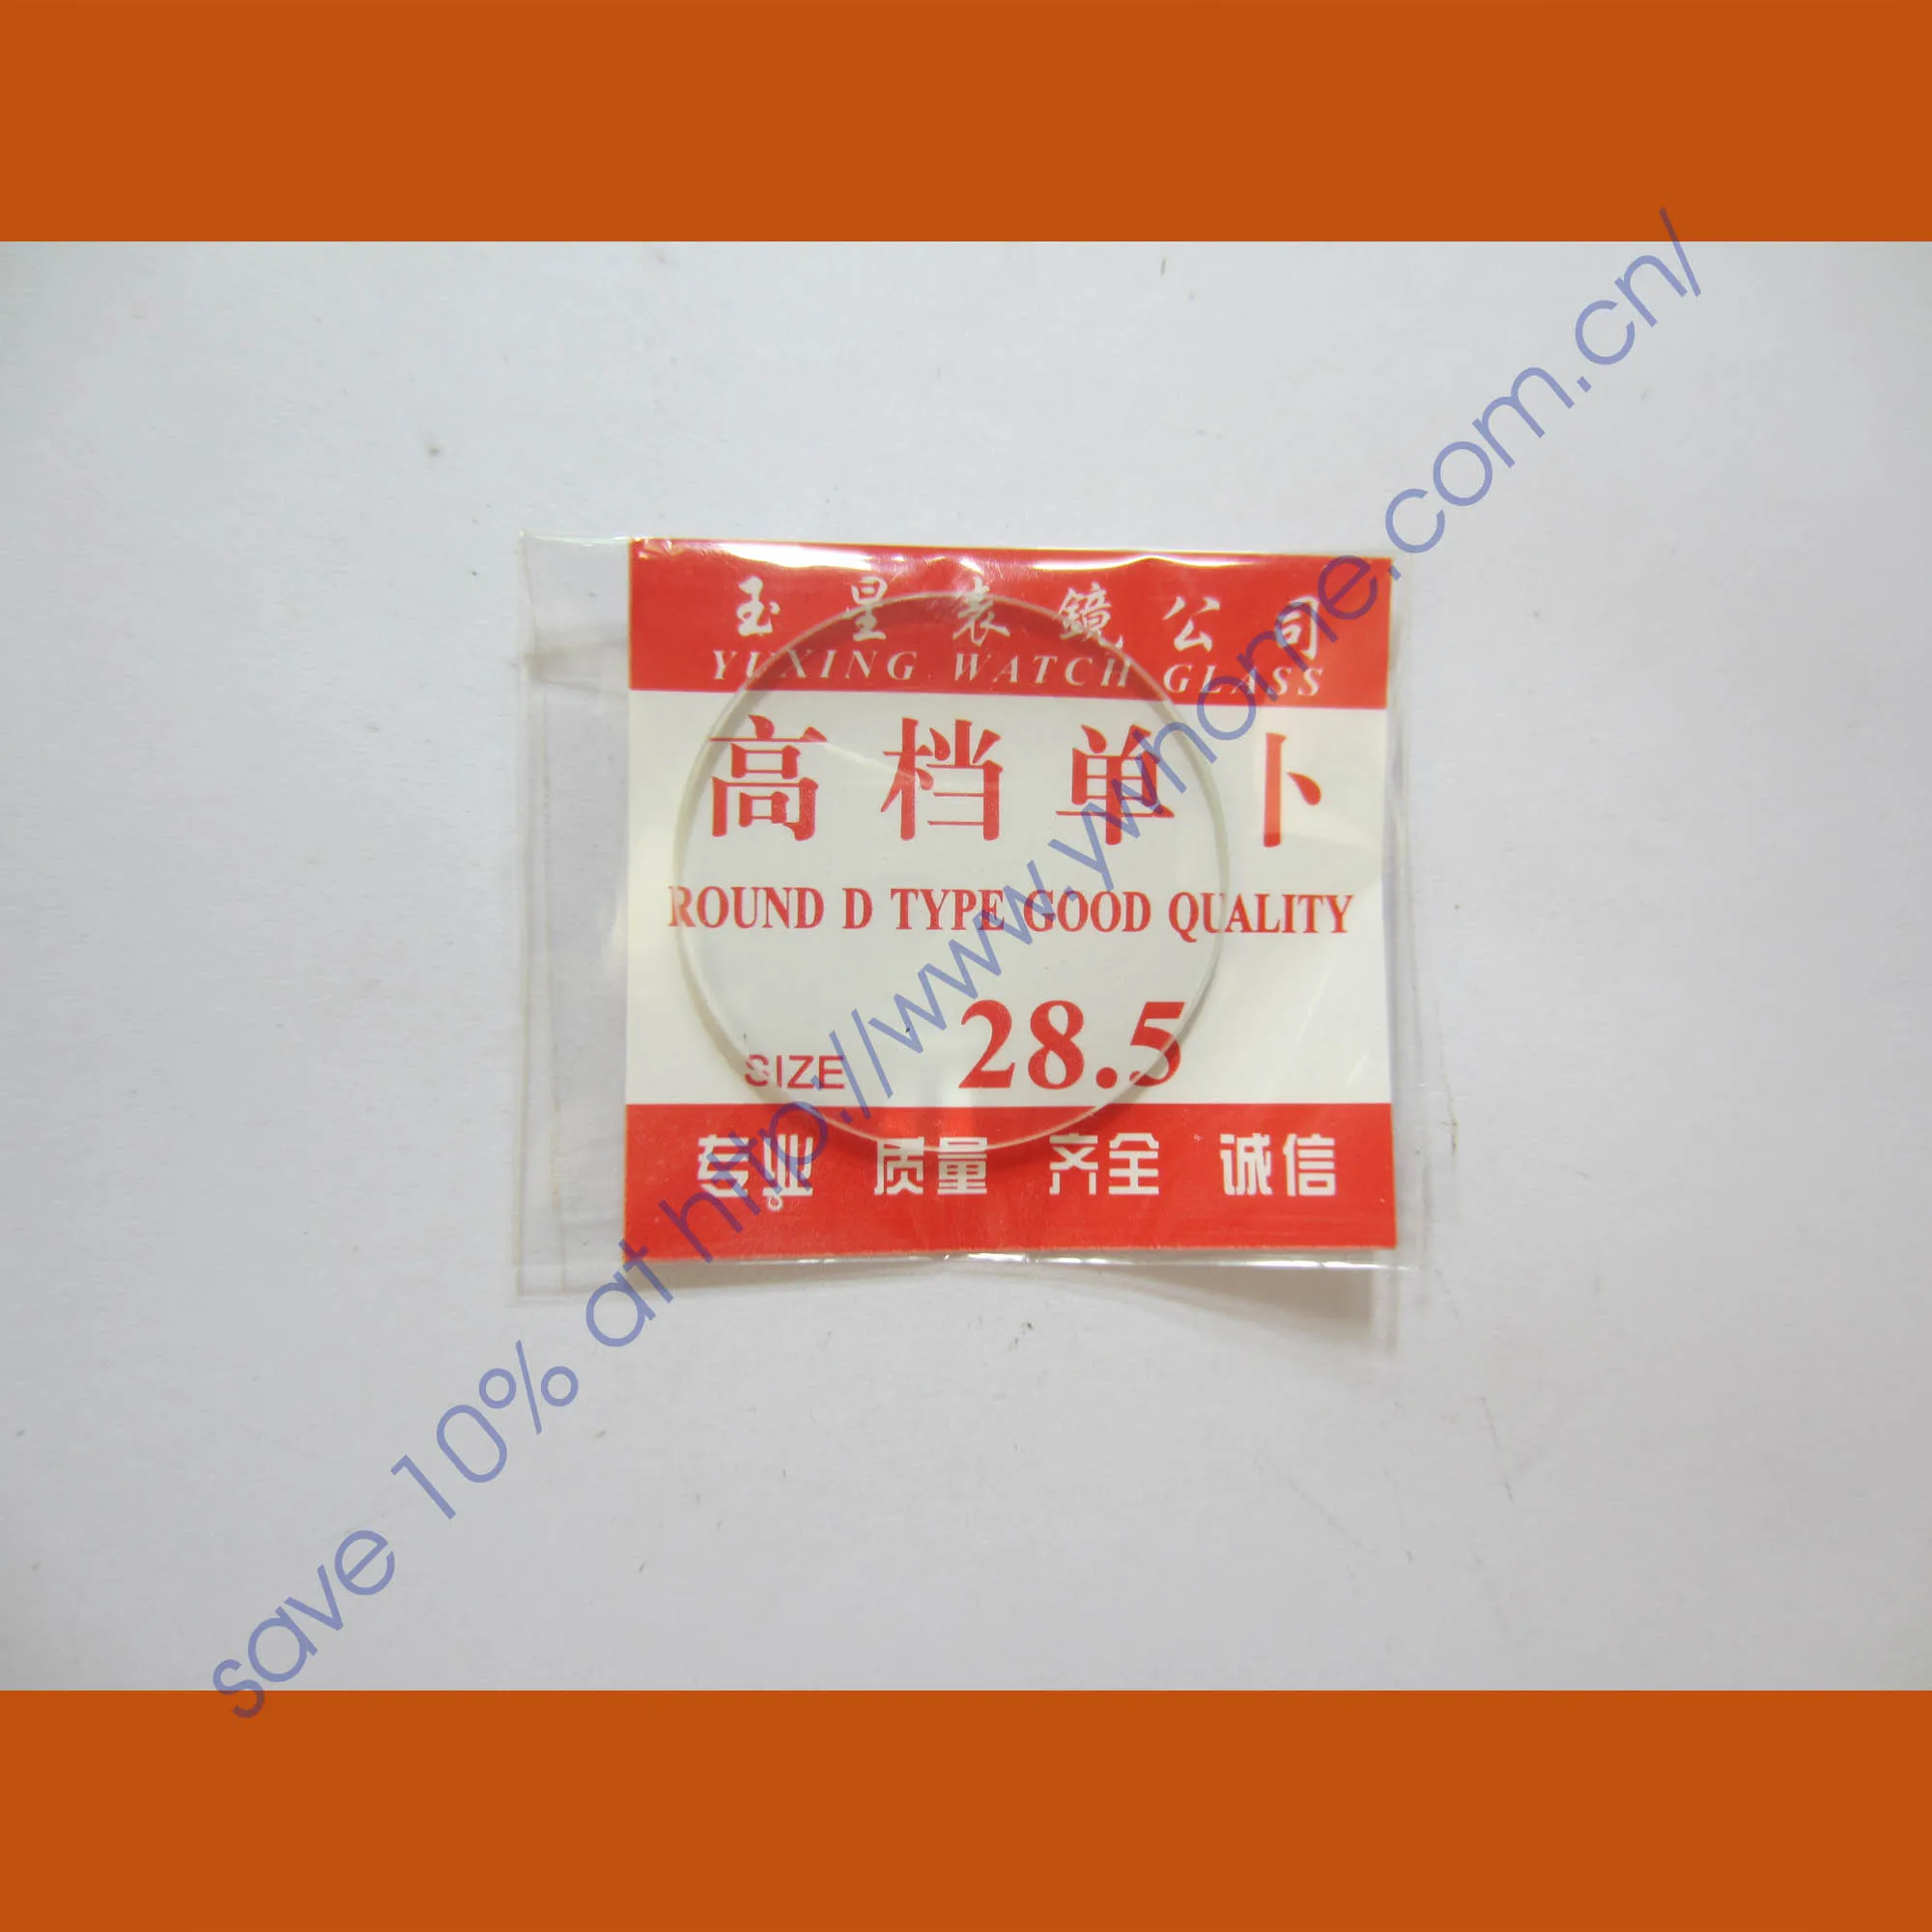 玉星表鏡公司
YUXING WATCH GLASS
高档单卜
ROUND D TYPE GOOD QUALITY
SIZE 28.5
专业 质量 齐全 诚信
save 10% at http://www.ywhome.com.cn/